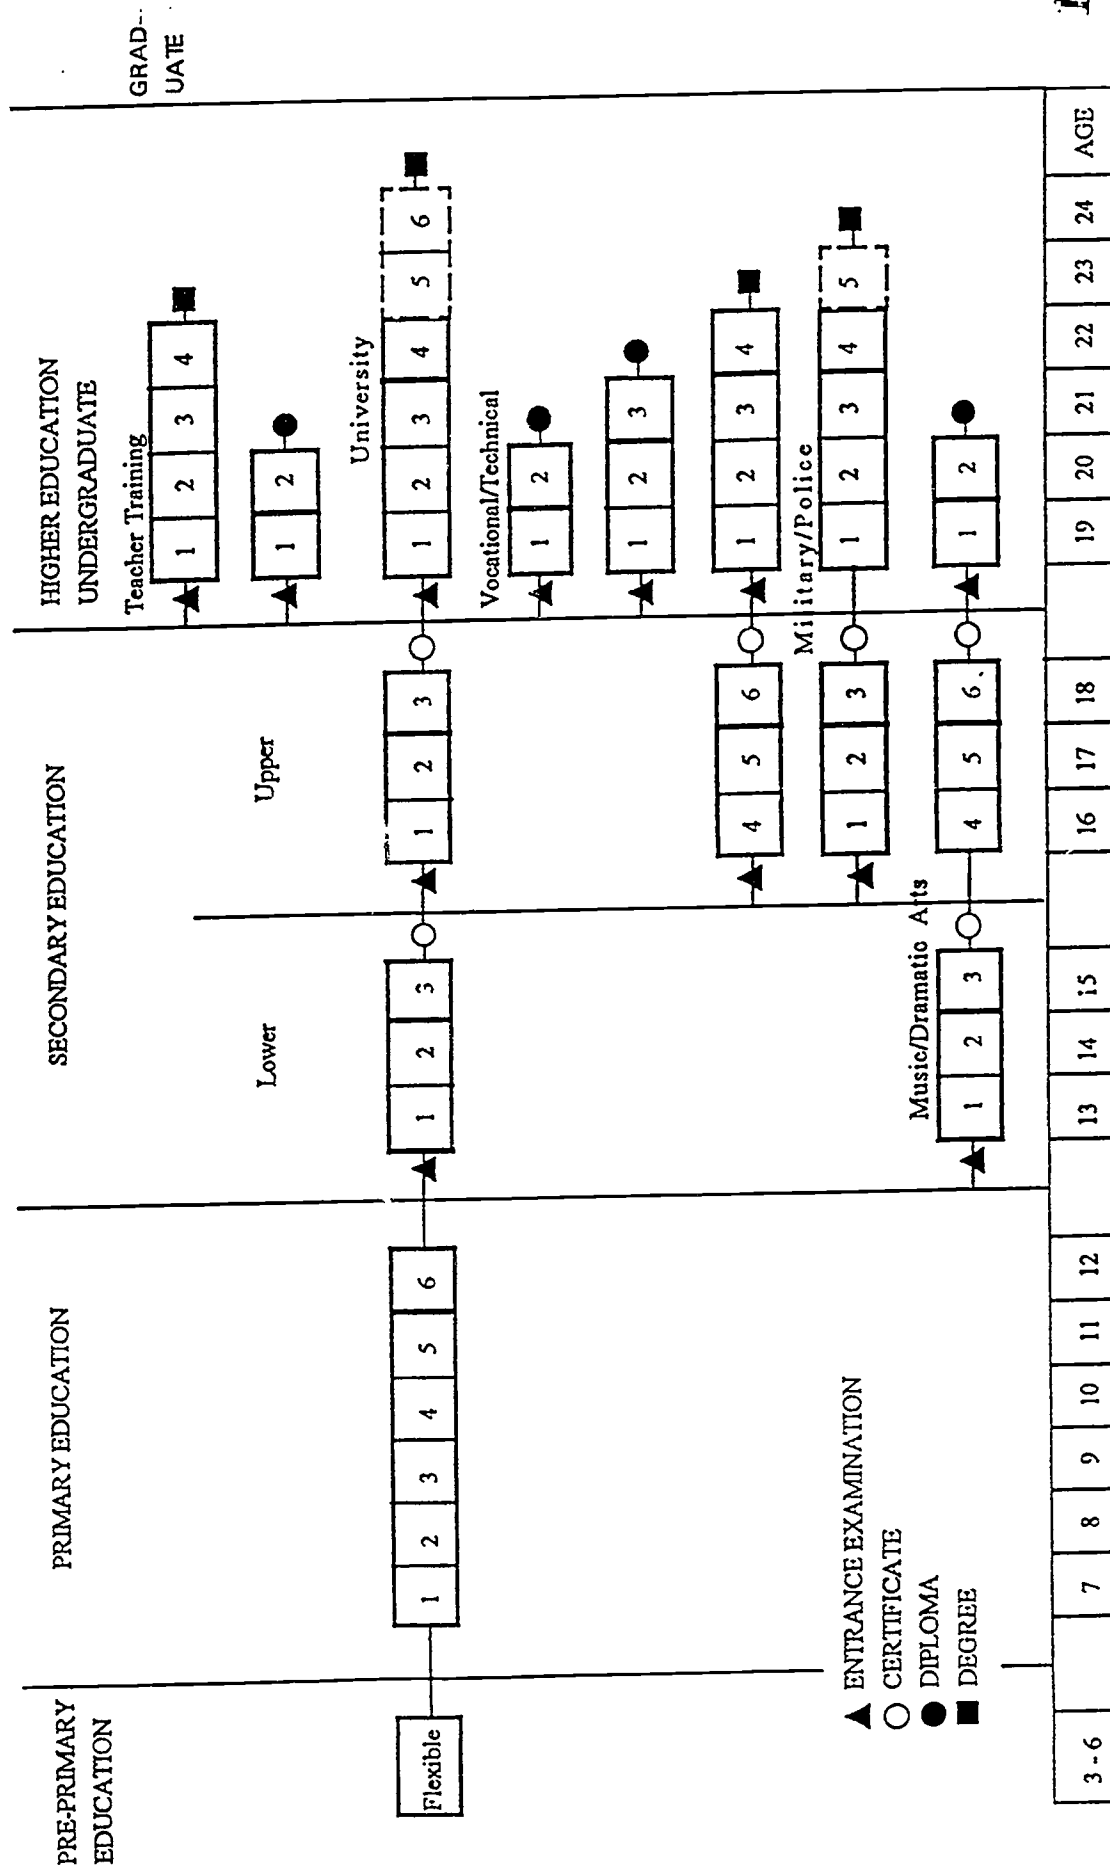 PRE-PRIMARY
EDUCATION
PRIMARY EDUCATION
SECONDARY EDUCATION
HIGHER EDUCATION
UNDERGRADUATE
GRAD-
UATE
Lower
Upper
Teacher Training
1 2 3 4
1 2
University
Flexible
1 2 3 4 5 6
1 2 3
1 2 3
1 2 3 4 5 6
Vocational/Technical
1 2
1 2 3
4 5 6
1 2 3 4
Military/Police
1 2 3
1 2 3 4 5
Music/Dramatic Arts
1 2 3
4 5 6
1 2
ENTRANCE EXAMINATION
CERTIFICATE
DIPLOMA
DEGREE
3 - 6 7 8 9 10 11 12 13 14 15 16 17 18 19 20 21 22 23 24 AGE